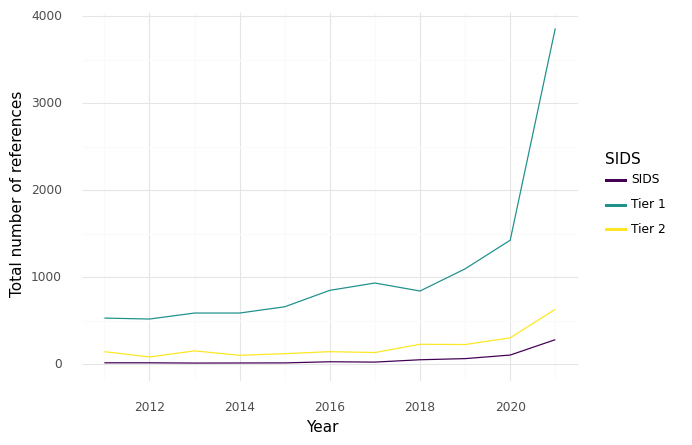 4000
3000
2000
1000
0
Total number of references
2012
2014
2016
2018
2020
Year
SIDS
SIDS
Tier 1
Tier 2